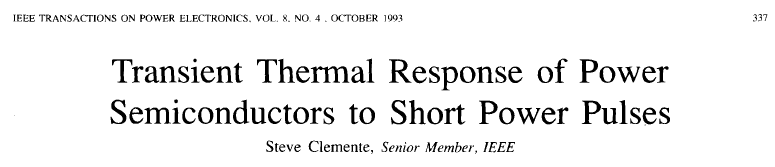 IEEE TRANSACTIONS ON POWER ELECTRONICS, VOL. 8, NO. 4 , OCTOBER 1993 337
Transient Thermal Response of Power
Semiconductors to Short Power Pulses
Steve Clemente, Senior Member, IEEE